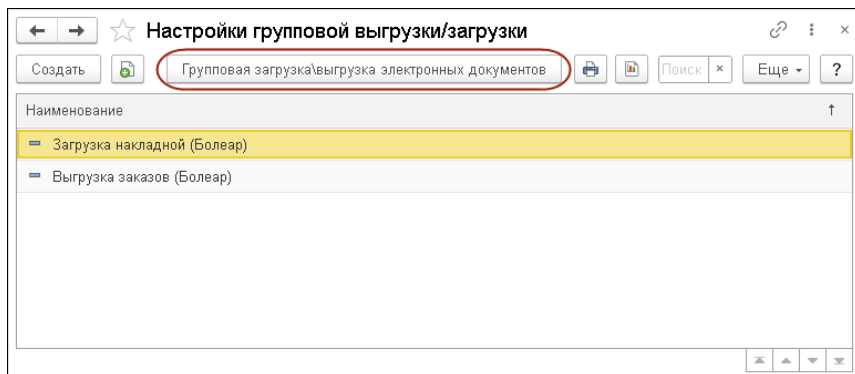 Настройки групповой выгрузки/загрузки
Создать Групповая загрузка\выгрузка электронных документов Поиск × Еще ?
Наименование
Загрузка накладной (Болеар)
Выгрузка заказов (Болеар)